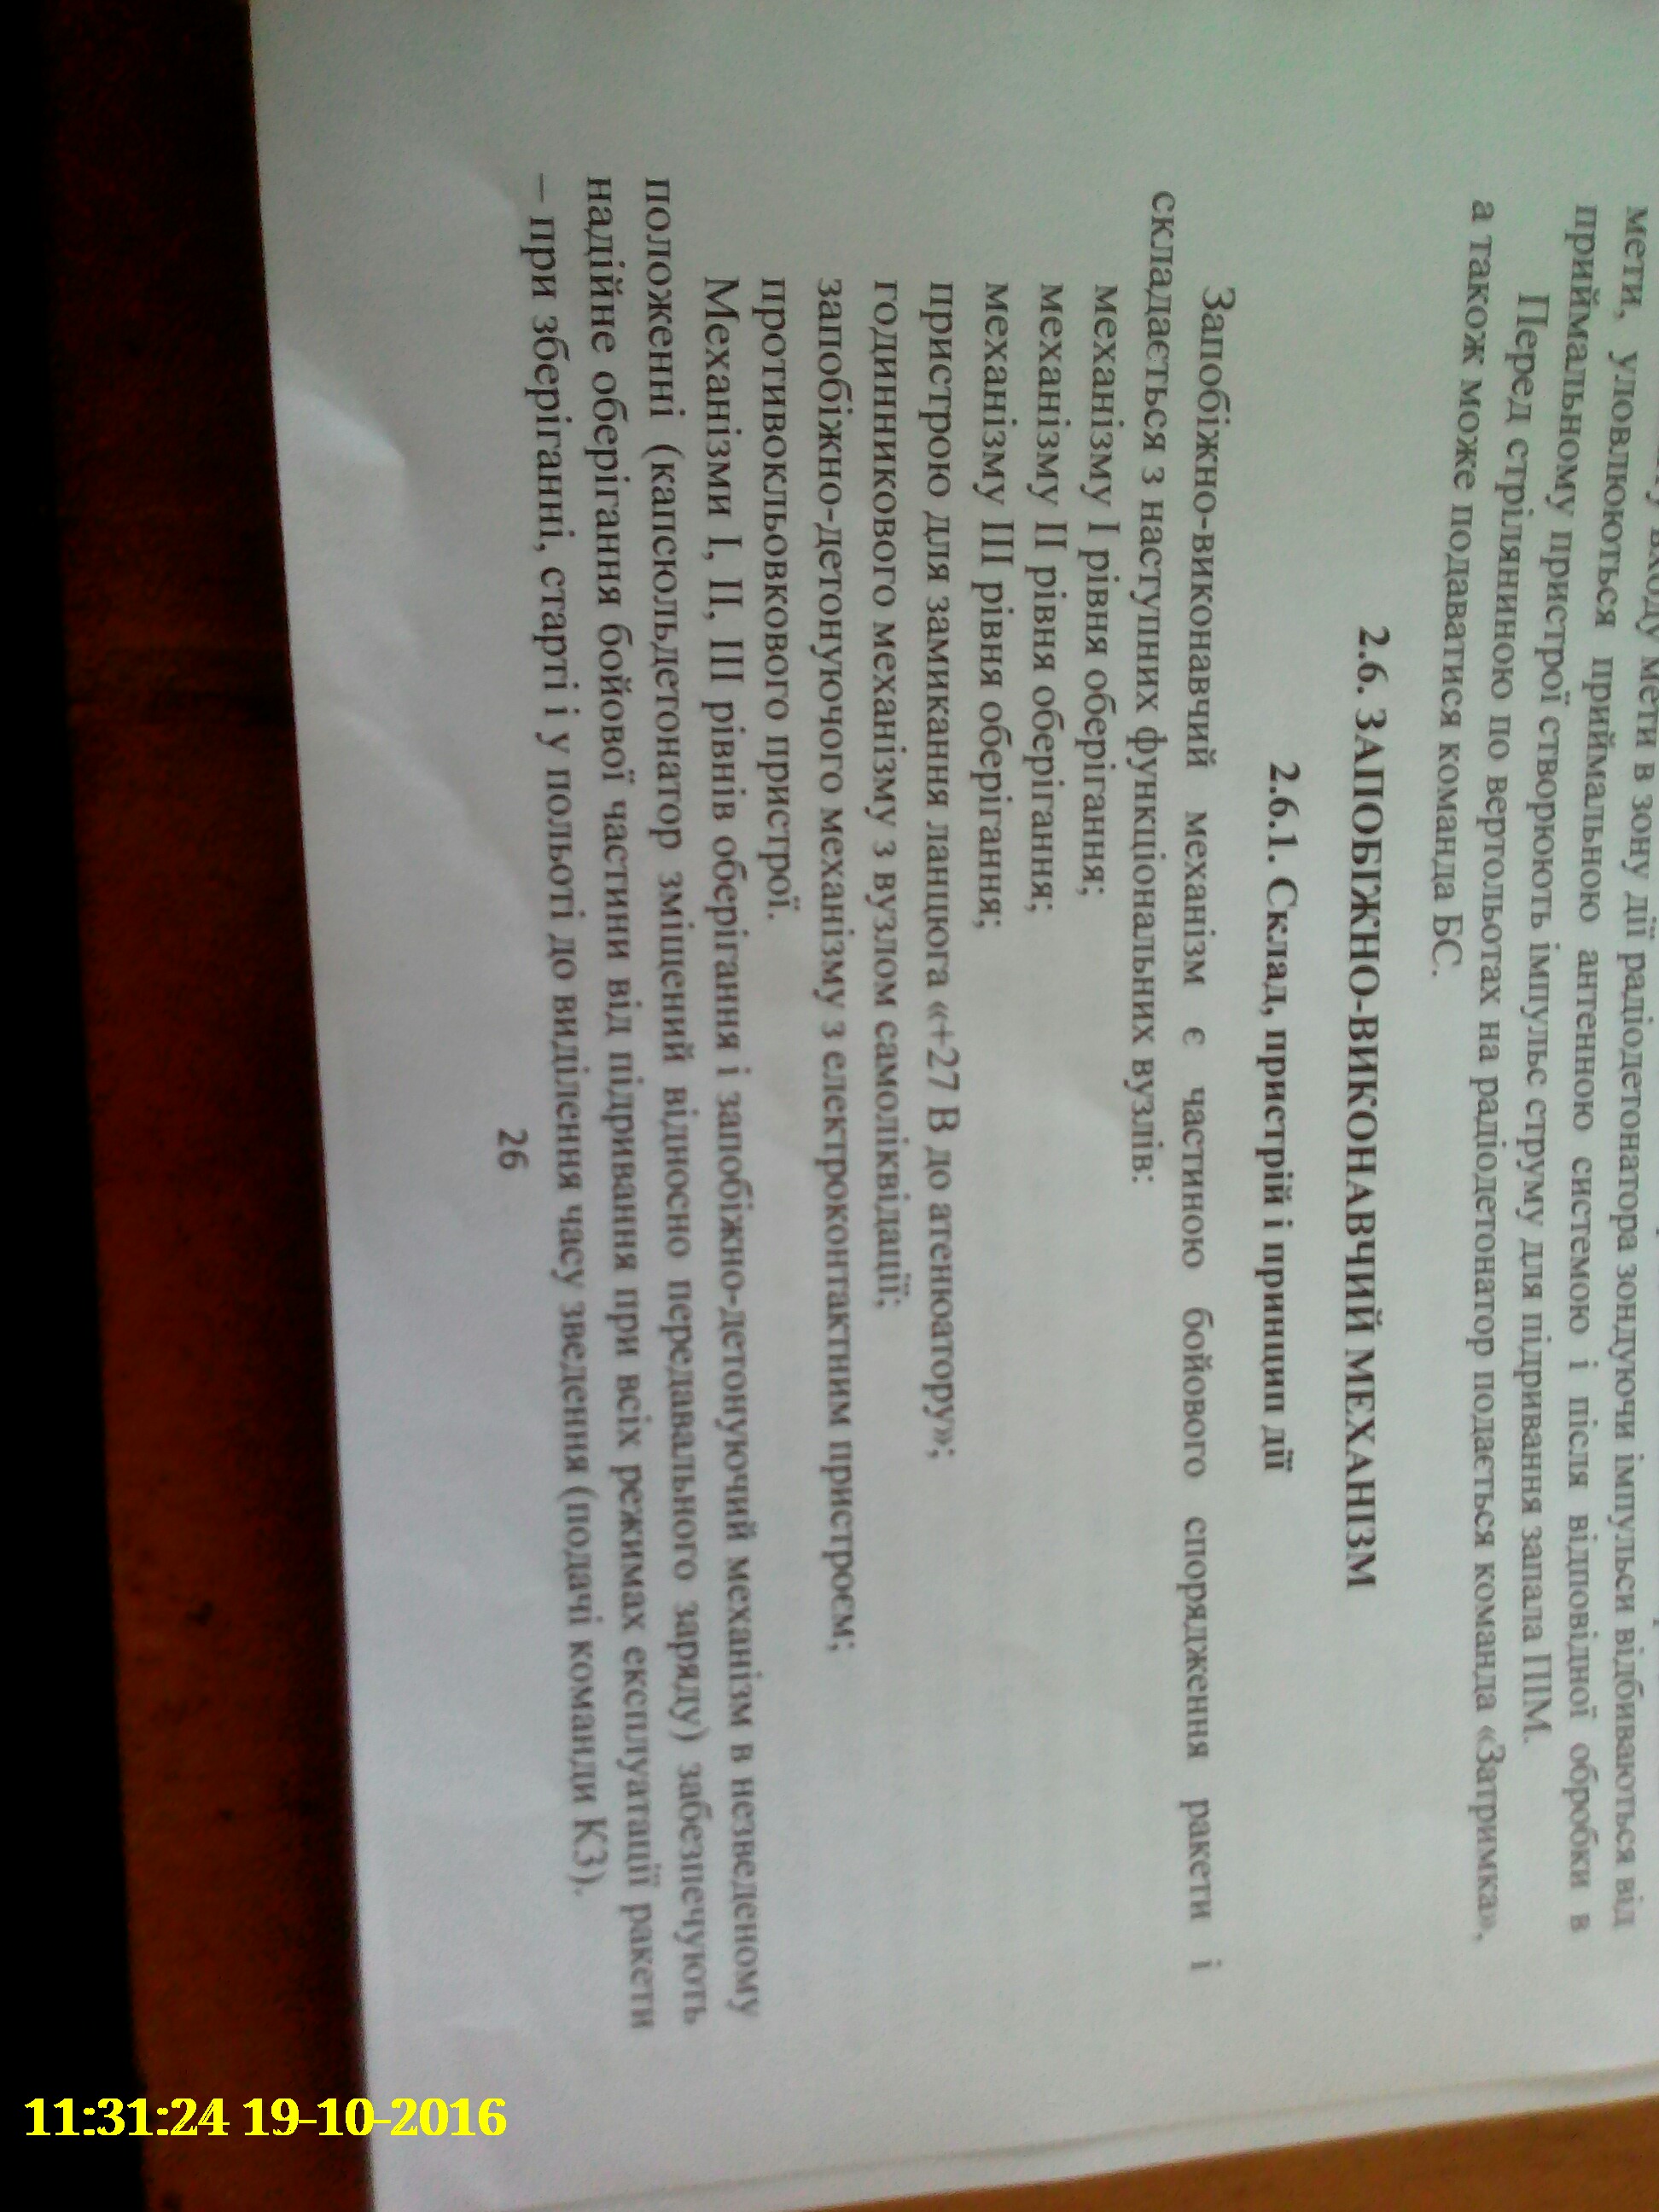 входу мети в зону дії радіодетонатора зондуючи імпульси відбиваються від
мети, уловлюються приймальною антенною системою і після відповідної обробки в
приймальному пристрої створюють імпульс струму для підривання запала ПІМ.
Перед стріляниною по вертольотах на радіодетонатор подається команда «Затримка»,
а також може подаватися команда БС.
2.6. ЗАПОБІЖНО-ВИКОНАВЧИЙ МЕХАНІЗМ
2.6.1. Склад, пристрій і принцип дії
Запобіжно-виконавчий механізм є частиною бойового спорядження ракети і
складається з наступних функціональних вузлів:
механізму І рівня оберігання;
механізму ІІ рівня оберігання;
механізму ІІІ рівня оберігання;
пристрою для замикання ланцюга «+27 В до атенюатору»;
годинникового механізму з вузлом самоліквідації;
запобіжно-детонуючого механізму з електроконтактним пристроєм;
противокльовкового пристрої.
Механізми І, ІІ, ІІІ рівнів оберігання і запобіжно-детонуючий механізм в незведеному
положенні (капсюльдетонатор зміщений відносно передавального заряду) забезпечують
надійне оберігання бойової частини від підривання при всіх режимах експлуатації ракети
– при зберіганні, старті і у польоті до виділення часу зведення (подачі команди КЗ).
26
11:31:24 19-10-2016